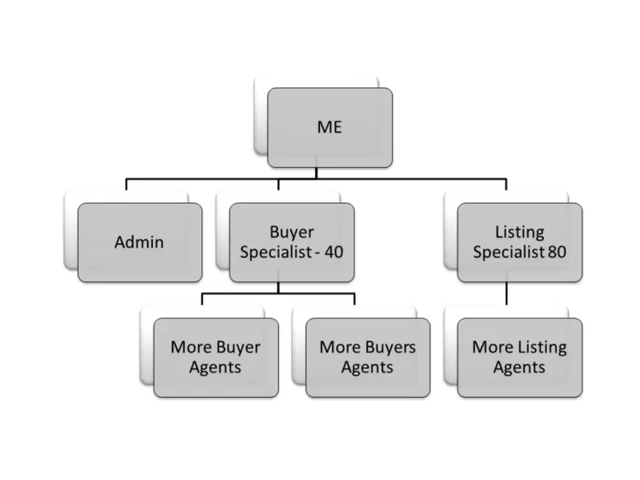 ME
Admin
Buyer
Specialist - 40
Listing
Specialist 80
More Buyer
Agents
More Buyers
Agents
More Listing
Agents